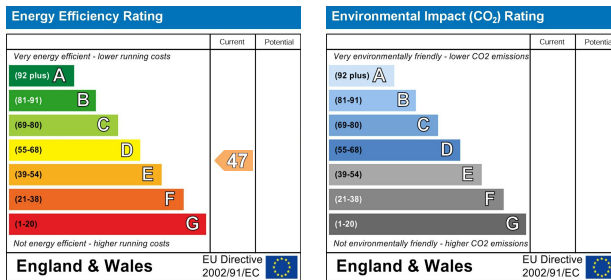 Energy Efficiency Rating
Current Potential
Very energy efficient - lower running costs
(92 plus) A
(81-91) B
(69-80) C
(55-68) D
(39-54) E
(21-38) F
(1-20) G
47
Not energy efficient - higher running costs
England & Wales
EU Directive
2002/91/EC
Environmental Impact (CO₂) Rating
Current Potential
Very environmentally friendly - lower CO2 emissions
(92 plus) A
(81-91) B
(69-80) C
(55-68) D
(39-54) E
(21-38) F
(1-20) G
Not environmentally friendly - higher CO2 emissions
England & Wales
EU Directive
2002/91/EC